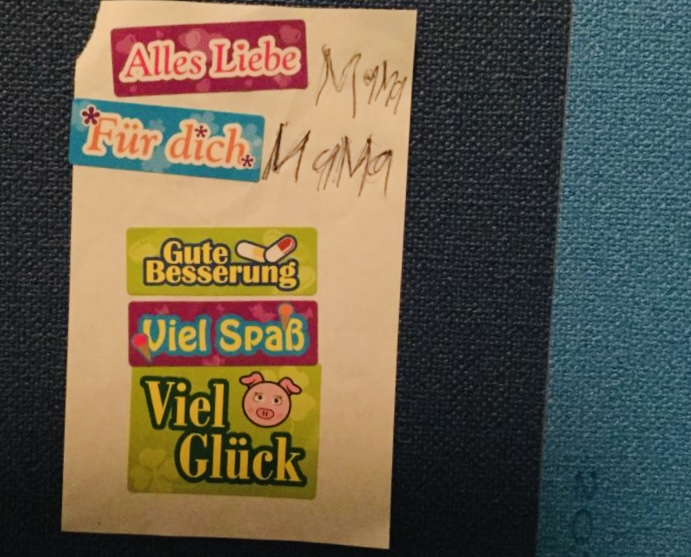 Alles Liebe MaMa
Für dich MaMa
Gute
Besserung
Viel Spaß
Viel
Glück